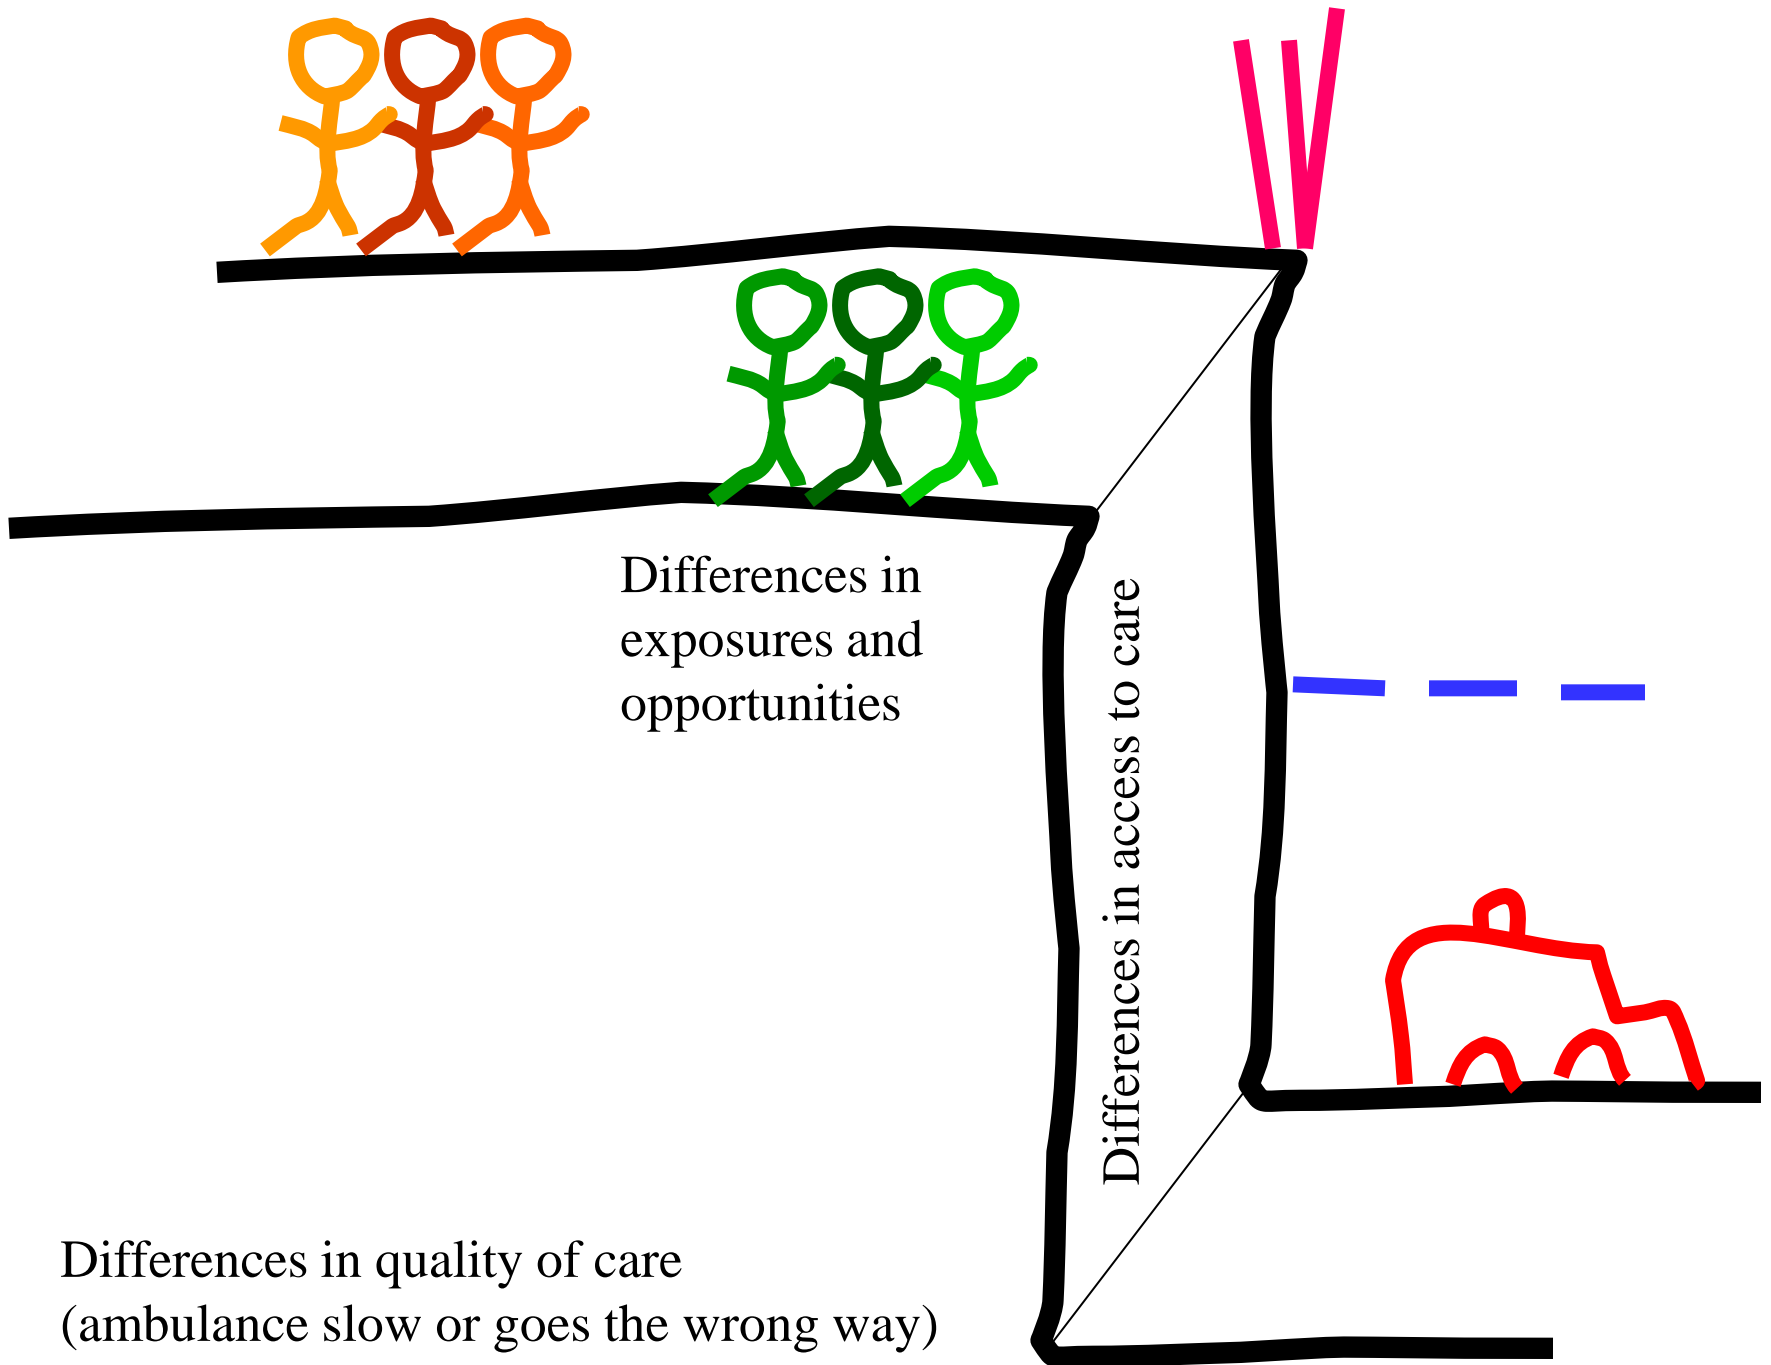 Differences in
exposures and
opportunities
Differences in access to care
Differences in quality of care
(ambulance slow or goes the wrong way)